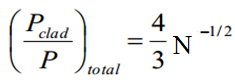 (P_clad / P)_total = 4/3 N^{-1/2}